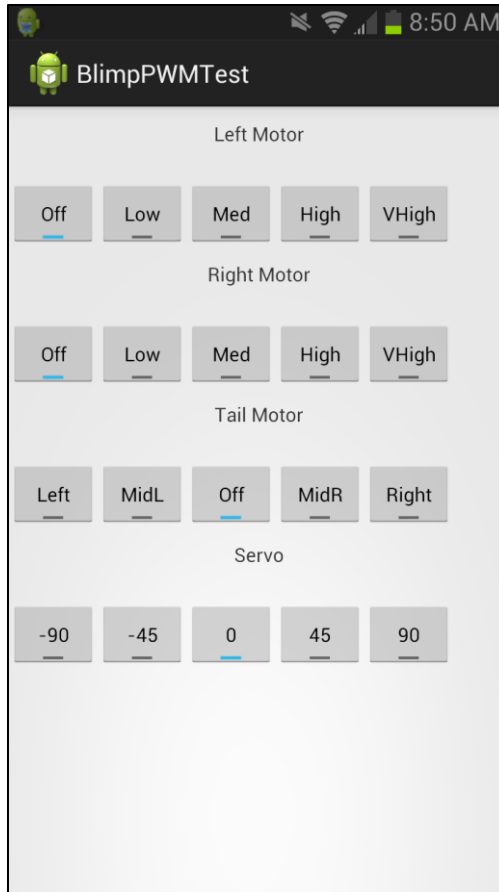 8:50 AM
BlimpPWMTest
Left Motor
Off Low Med High VHigh
Right Motor
Off Low Med High VHigh
Tail Motor
Left MidL Off MidR Right
Servo
-90 -45 0 45 90